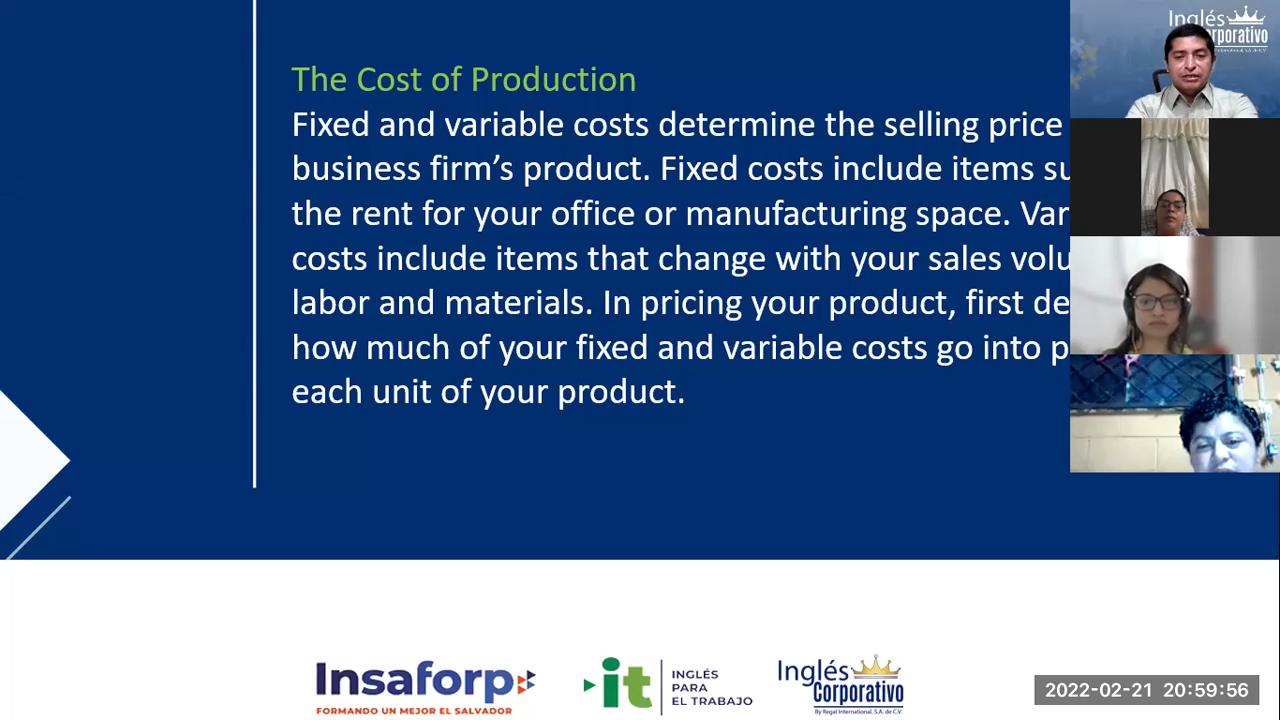 The Cost of Production
Fixed and variable costs determine the selling price
business firm’s product. Fixed costs include items
the rent for your office or manufacturing space.
costs include items that change with your sales
labor and materials. In pricing your product, first
how much of your fixed and variable costs go into
each unit of your product.
Inglés
Corporativo
Insaforp
FORMANDO UN MEJOR EL SALVADOR
it
INGLÉS
PARA
EL TRABAJO
Inglés
Corporativo
By Regal International, S.A. de C.V.
2022-02-21 20:59:56